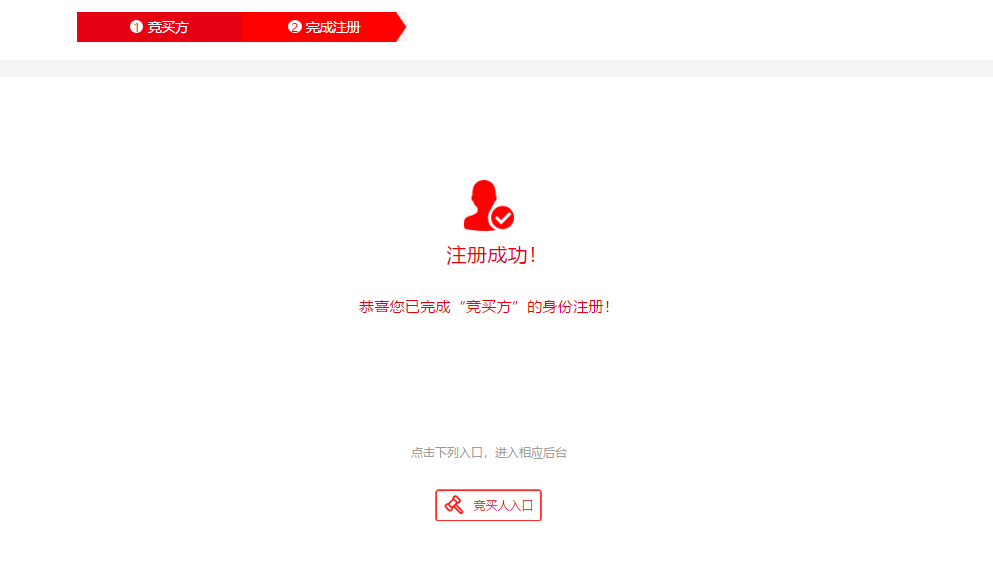 ① 竞买方 ② 完成注册
注册成功！
恭喜您已完成“竞买方”的身份注册！
点击下列入口，进入相应后台
竞买人入口